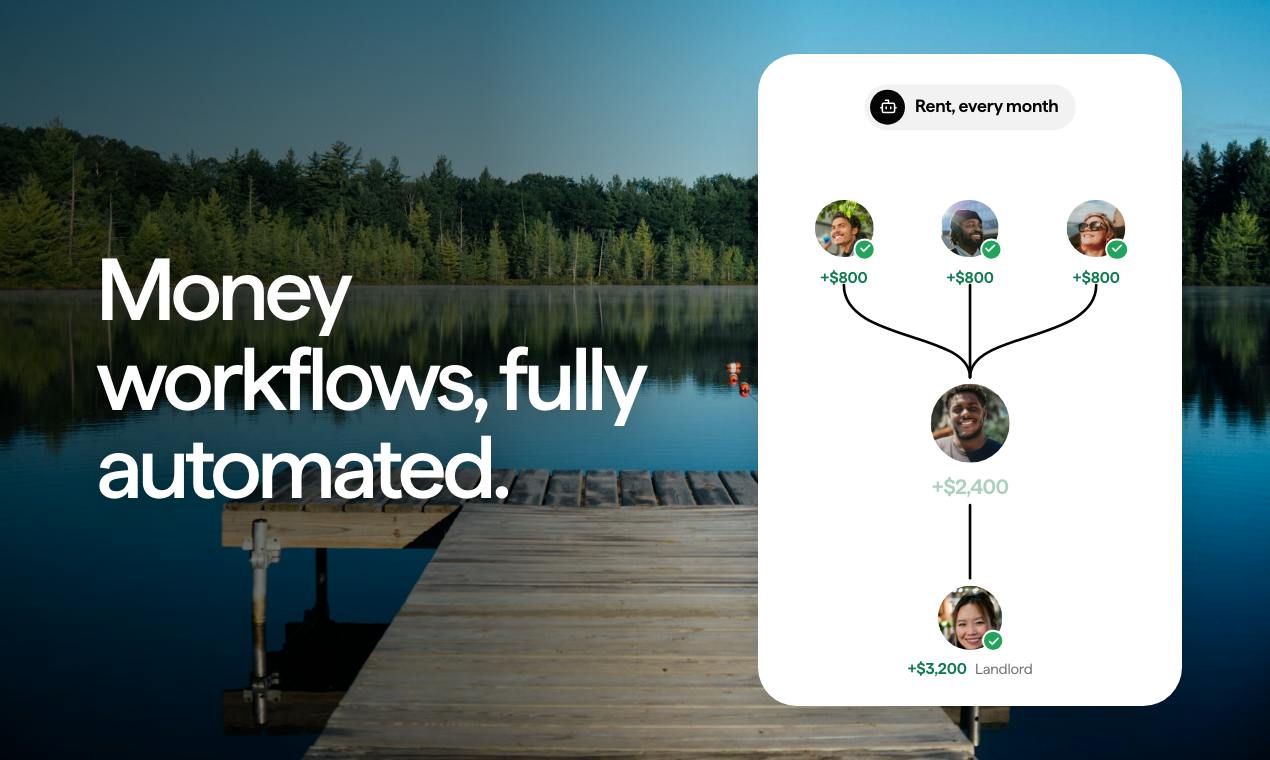 Money
workflows, fully
automated.
Rent, every month
+$800 +$800 +$800
+$2,400
+$3,200 Landlord